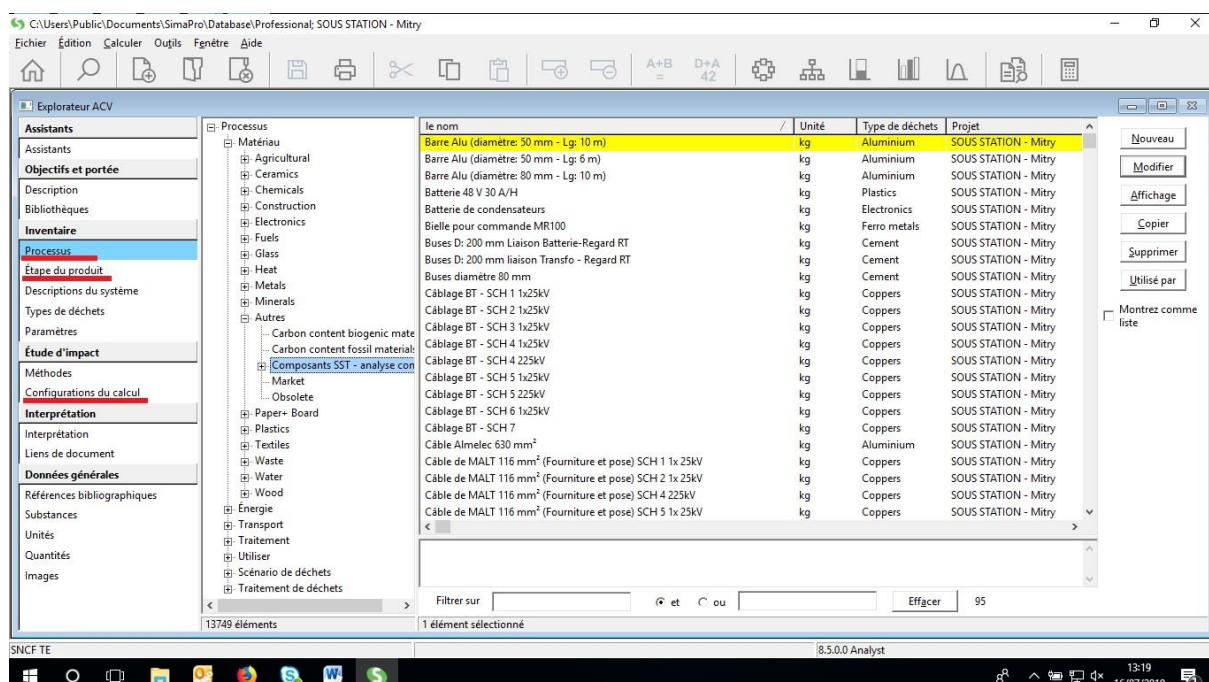 C:\Users\Public\Documents\SimaPro\Database\Professional; SOUS STATION - Mitry
Fichier Édition Calculer Outils Fenêtre Aide
A+B
=
D+A
42
Explorateur ACV
Assistants
Assistants
Objectifs et portée
Description
Bibliothèques
Inventaire
Processus
Étape du produit
Descriptions du système
Types de déchets
Paramètres
Étude d'impact
Méthodes
Configurations du calcul
Interprétation
Interprétation
Liens de document
Données générales
Références bibliographiques
Substances
Unités
Quantités
Images
Processus
Matériau
Agricultural
Ceramics
Chemicals
Construction
Electronics
Fuels
Glass
Heat
Metals
Minerals
Autres
Carbon content biogenic mate
Carbon content fossil materials
Composants SST - analyse con
Market
Obsolete
Paper+ Board
Plastics
Textiles
Waste
Water
Wood
Énergie
Transport
Traitement
Utiliser
Scénario de déchets
Traitement de déchets
13749 éléments
le nom / Unité Type de déchets Projet
Barre Alu (diamètre: 50 mm - Lg: 10 m) kg Aluminium SOUS STATION - Mitry
Barre Alu (diamètre: 50 mm - Lg: 6 m) kg Aluminium SOUS STATION - Mitry
Barre Alu (diamètre: 80 mm - Lg: 10 m) kg Aluminium SOUS STATION - Mitry
Batterie 48 V 30 A/H kg Plastics SOUS STATION - Mitry
Batterie de condensateurs kg Electronics SOUS STATION - Mitry
Bielle pour commande MR100 kg Ferro metals SOUS STATION - Mitry
Buses D: 200 mm Liaison Batterie-Regard RT kg Cement SOUS STATION - Mitry
Buses D: 200 mm liaison Transfo - Regard RT kg Cement SOUS STATION - Mitry
Buses diamètre 80 mm kg Cement SOUS STATION - Mitry
Câblage BT - SCH 1 1x25kV kg Coppers SOUS STATION - Mitry
Câblage BT - SCH 2 1x25kV kg Coppers SOUS STATION - Mitry
Câblage BT - SCH 3 1x25kV kg Coppers SOUS STATION - Mitry
Câblage BT - SCH 4 1x25kV kg Coppers SOUS STATION - Mitry
Câblage BT - SCH 4 225kV kg Coppers SOUS STATION - Mitry
Câblage BT - SCH 5 1x25kV kg Coppers SOUS STATION - Mitry
Câblage BT - SCH 5 225kV kg Coppers SOUS STATION - Mitry
Câblage BT - SCH 6 1x25kV kg Coppers SOUS STATION - Mitry
Câblage BT - SCH 7 kg Coppers SOUS STATION - Mitry
Câble Almelec 630 mm² kg Aluminium SOUS STATION - Mitry
Câble de MALT 116 mm² (Fourniture et pose) SCH 1 1x 25kV kg Coppers SOUS STATION - Mitry
Câble de MALT 116 mm² (Fourniture et pose) SCH 2 1x 25kV kg Coppers SOUS STATION - Mitry
Câble de MALT 116 mm² (Fourniture et pose) SCH 4 225kV kg Coppers SOUS STATION - Mitry
Câble de MALT 116 mm² (Fourniture et pose) SCH 5 1x 25kV kg Coppers SOUS STATION - Mitry
Filtrer sur et ou Effacer 95
1 élément sélectionné
Nouveau
Modifier
Affichage
Copier
Supprimer
Utilisé par
Montrez comme
liste
SNCF TE 8.5.0.0 Analyst
13:19